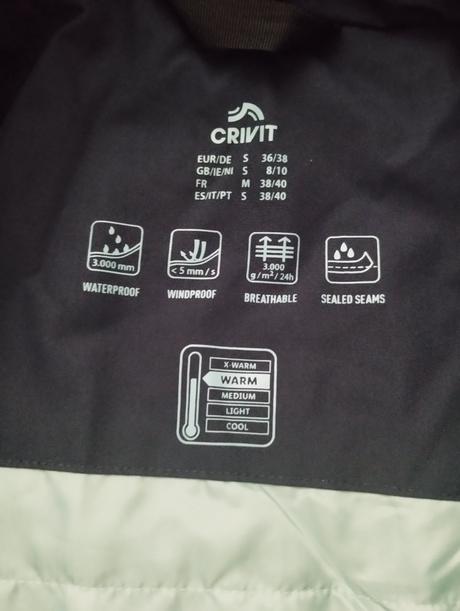 CRIVIT
EUR/DE S 36/38
GB/IE/NI S 8/10
FR M 38/40
ES/IT/PT S 38/40
3.000 mm
< 5 mm / s
3.000
g / m² / 24h
WATERPROOF WINDPROOF BREATHABLE SEALED SEAMS
X-WARM
WARM
MEDIUM
LIGHT
COOL